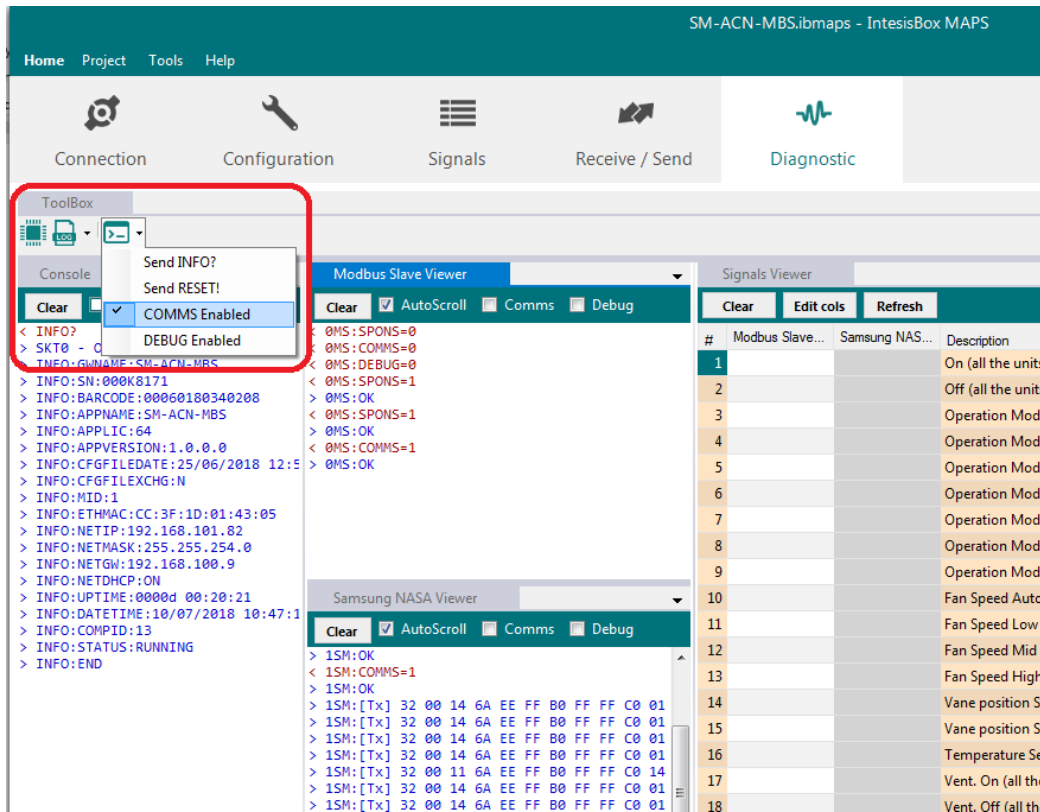 SM-ACN-MBS.ibmaps - IntesisBox MAPS
Home Project Tools Help
Connection Configuration Signals Receive / Send Diagnostic
ToolBox
LOG
Send INFO?
Send RESET!
COMMS Enabled
DEBUG Enabled
Console
Clear
< INFO?
> SKT0 - O
> INFO:GWNAME:SM-ACN-MBS
> INFO:SN:000K8171
> INFO:BARCODE:00060180340208
> INFO:APPNAME:SM-ACN-MBS
> INFO:APPLIC:64
> INFO:APPVERSION:1.0.0.0
> INFO:CFGFILEDATE:25/06/2018 12:5
> INFO:CFGFILEXCHG:N
> INFO:MID:1
> INFO:ETHMAC:CC:3F:1D:01:43:05
> INFO:NETIP:192.168.101.82
> INFO:NETMASK:255.255.254.0
> INFO:NETGW:192.168.100.9
> INFO:NETDHCP:ON
> INFO:UPTIME:0000d 00:20:21
> INFO:DATETIME:10/07/2018 10:47:1
> INFO:COMPID:13
> INFO:STATUS:RUNNING
> INFO:END
Modbus Slave Viewer
Clear AutoScroll Comms Debug
< 0MS:SPONS=0
< 0MS:COMMS=0
< 0MS:DEBUG=0
< 0MS:SPONS=1
> 0MS:OK
< 0MS:SPONS=1
> 0MS:OK
< 0MS:COMMS=1
> 0MS:OK
Samsung NASA Viewer
Clear AutoScroll Comms Debug
> 1SM:OK
< 1SM:COMMS=1
> 1SM:OK
> 1SM:[Tx] 32 00 14 6A EE FF B0 FF FF C0 01
> 1SM:[Tx] 32 00 14 6A EE FF B0 FF FF C0 01
> 1SM:[Tx] 32 00 14 6A EE FF B0 FF FF C0 01
> 1SM:[Tx] 32 00 14 6A EE FF B0 FF FF C0 01
> 1SM:[Tx] 32 00 11 6A EE FF B0 FF FF C0 14
> 1SM:[Tx] 32 00 14 6A EE FF B0 FF FF C0 01
> 1SM:[Tx] 32 00 14 6A EE FF B0 FF FF C0 01
Signals Viewer
Clear Edit cols Refresh
# Modbus Slave... Samsung NAS... Description
1 On (all the units
2 Off (all the unit
3 Operation Mod
4 Operation Mod
5 Operation Mod
6 Operation Mod
7 Operation Mod
8 Operation Mod
9 Operation Mod
10 Fan Speed Auto
11 Fan Speed Low
12 Fan Speed Mid
13 Fan Speed High
14 Vane position S
15 Vane position S
16 Temperature Se
17 Vent. On (all the
18 Vent. Off (all th